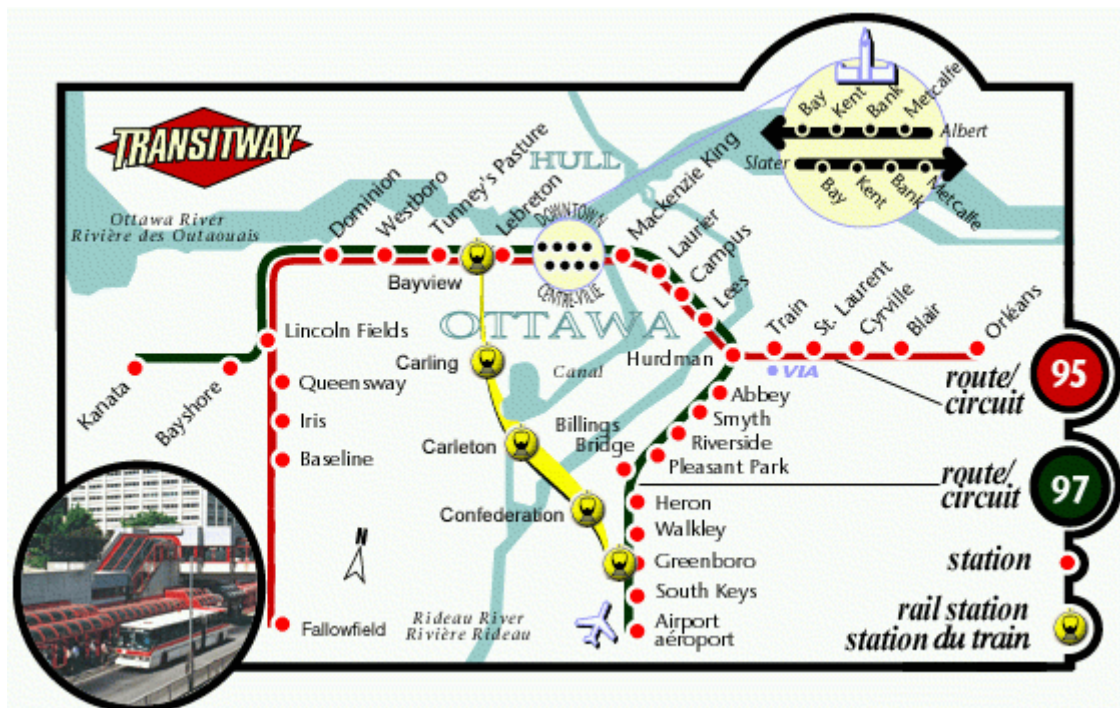 TRANSITWAY
Bay
Kent
Bank
Metcalfe
Albert
Slater
Bay
Kent
Bank
Metcalfe
HULL
Ottawa River
Rivière des Outaouais
Dominion
Westboro
Tunney's Pasture
Lebreton
DOWNTOWN
CENTRE-VILLE
Mackenzie King
Laurier
Campus
Lees
Bayview
OTTAWA
Train
St. Laurent
Cyrville
Blair
Orléans
Lincoln Fields
Hurdman
VIA
Kanata
Bayshore
Carling
Canal
route/
circuit
95
Queensway
Iris
Baseline
Abbey
Smyth
Riverside
Pleasant Park
Billings
Bridge
Carleton
route/
circuit
97
Confederation
Heron
Walkley
Greenboro
South Keys
Airport
aéroport
N
station
Fallowfield
Rideau River
Rivière Rideau
rail station
station du train